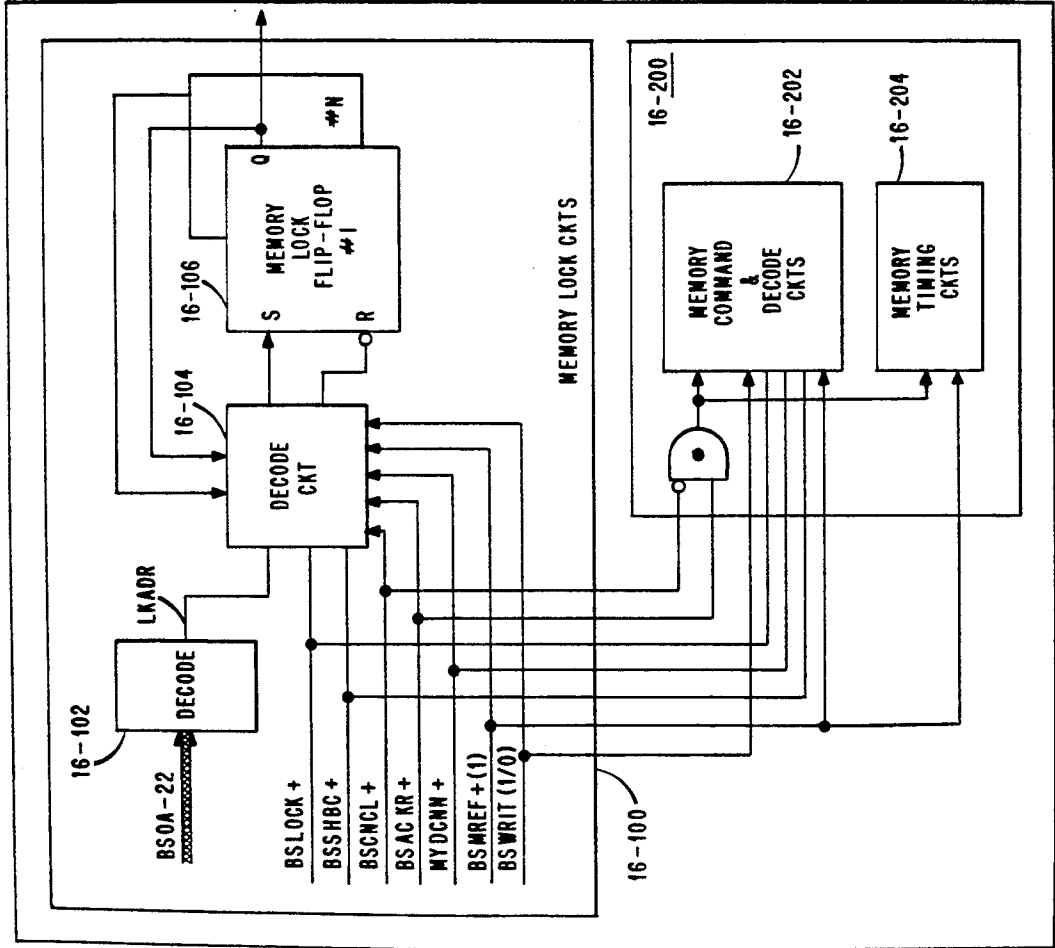 16-102
BSOA-22
DECODE
LKADR
16-104
DECODE
CKT
16-106
S
R
Q
MEMORY
LOCK
FLIP-FLOP
#1
#N
BSLOCK+
BSSHBC+
BSCNCL+
BSACKR+
MYDCNN+
BSMREF+(1)
BSWRIT(1/0)
16-100
MEMORY LOCK CKTS
16-200
16-202
MEMORY
COMMAND
&
DECODE
CKTS
16-204
MEMORY
TIMING
CKTS